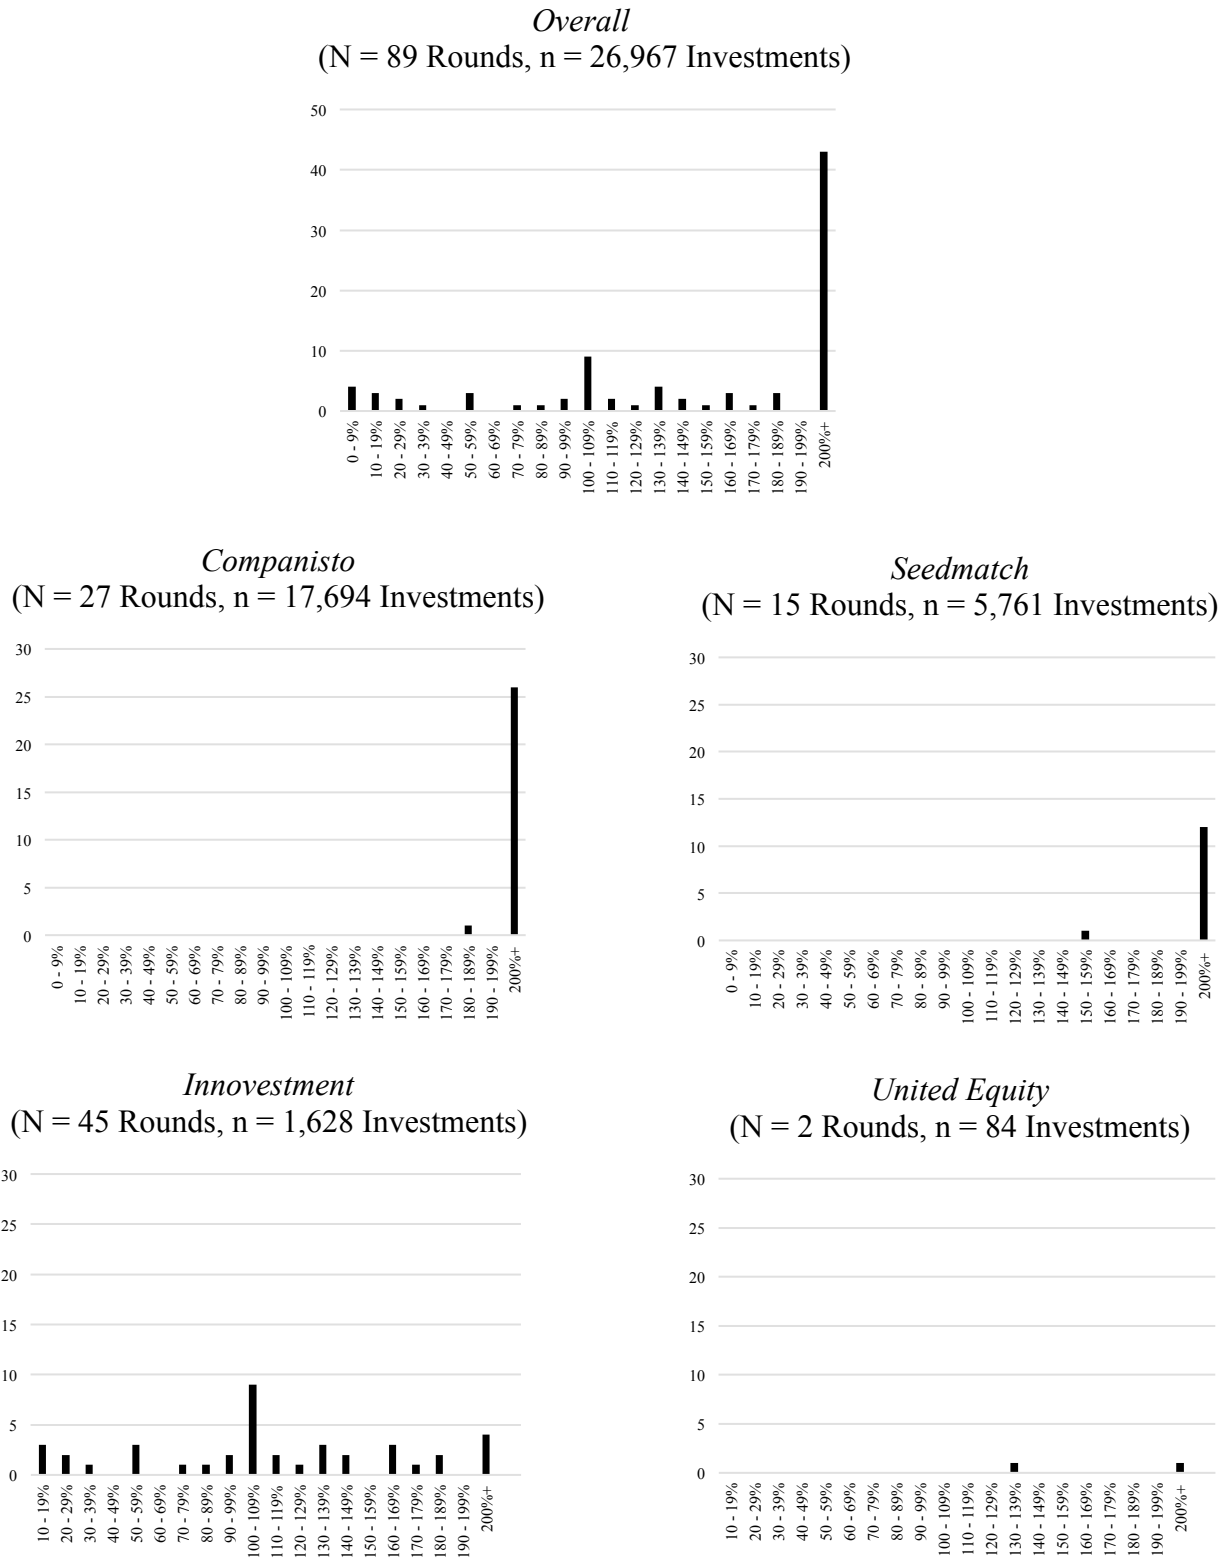 Overall
(N = 89 Rounds, n = 26,967 Investments)
50
40
30
20
10
0
0 - 9%
10 - 19%
20 - 29%
30 - 39%
40 - 49%
50 - 59%
60 - 69%
70 - 79%
80 - 89%
90 - 99%
100 - 109%
110 - 119%
120 - 129%
130 - 139%
140 - 149%
150 - 159%
160 - 169%
170 - 179%
180 - 189%
190 - 199%
200%+
Companisto
(N = 27 Rounds, n = 17,694 Investments)
30
25
20
15
10
5
0
0 - 9%
10 - 19%
20 - 29%
30 - 39%
40 - 49%
50 - 59%
60 - 69%
70 - 79%
80 - 89%
90 - 99%
100 - 109%
110 - 119%
120 - 129%
130 - 139%
140 - 149%
150 - 159%
160 - 169%
170 - 179%
180 - 189%
190 - 199%
200%+
Seedmatch
(N = 15 Rounds, n = 5,761 Investments)
30
25
20
15
10
5
0
0 - 9%
10 - 19%
20 - 29%
30 - 39%
40 - 49%
50 - 59%
60 - 69%
70 - 79%
80 - 89%
90 - 99%
100 - 109%
110 - 119%
120 - 129%
130 - 139%
140 - 149%
150 - 159%
160 - 169%
170 - 179%
180 - 189%
190 - 199%
200%+
Innovestment
(N = 45 Rounds, n = 1,628 Investments)
30
25
20
15
10
5
0
10 - 19%
20 - 29%
30 - 39%
40 - 49%
50 - 59%
60 - 69%
70 - 79%
80 - 89%
90 - 99%
100 - 109%
110 - 119%
120 - 129%
130 - 139%
140 - 149%
150 - 159%
160 - 169%
170 - 179%
180 - 189%
190 - 199%
200%+
United Equity
(N = 2 Rounds, n = 84 Investments)
30
25
20
15
10
5
0
10 - 19%
20 - 29%
30 - 39%
40 - 49%
50 - 59%
60 - 69%
70 - 79%
80 - 89%
90 - 99%
100 - 109%
110 - 119%
120 - 129%
130 - 139%
140 - 149%
150 - 159%
160 - 169%
170 - 179%
180 - 189%
190 - 199%
200%+